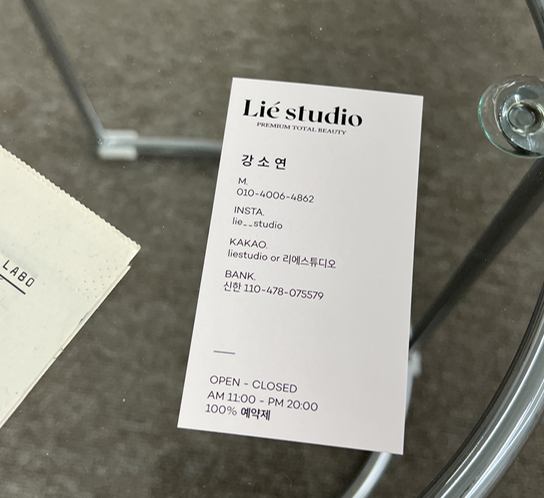 Lié studio
PREMIUM TOTAL BEAUTY
강소연
M.
010-4006-4862
INSTA.
lie__studio
KAKAO.
liestudio or 리에스튜디오
BANK.
신한 110-478-075579
OPEN - CLOSED
AM 11:00 - PM 20:00
100% 예약제
LABO